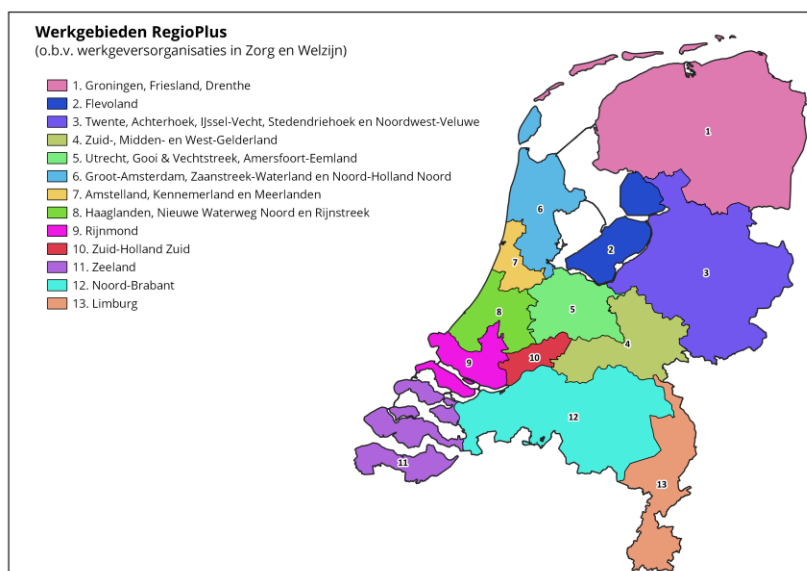 Werkgebieden RegioPlus
(o.b.v. werkgeversorganisaties in Zorg en Welzijn)
1. Groningen, Friesland, Drenthe
2. Flevoland
3. Twente, Achterhoek, IJssel-Vecht, Stedendriehoek en Noordwest-Veluwe
4. Zuid-, Midden- en West-Gelderland
5. Utrecht, Gooi & Vechtstreek, Amersfoort-Eemland
6. Groot-Amsterdam, Zaanstreek-Waterland en Noord-Holland Noord
7. Amstelland, Kennemerland en Meerlanden
8. Haaglanden, Nieuwe Waterweg Noord en Rijnstreek
9. Rijnmond
10. Zuid-Holland Zuid
11. Zeeland
12. Noord-Brabant
13. Limburg
1
6
2
7
3
5
8
4
10
9
12
11
13